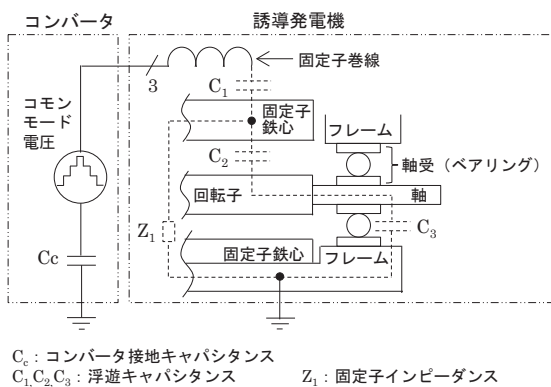 コンバータ
誘導発電機
3
固定子巻線
コモン
モード
電圧
C₁
固定子
鉄心
フレーム
C₂
軸受（ベアリング）
回転子
軸
Z₁
C₃
Cc
固定子鉄心
フレーム
C꜀：コンバータ接地キャパシタンス
C₁,C₂,C₃：浮遊キャパシタンス Z₁：固定子インピーダンス